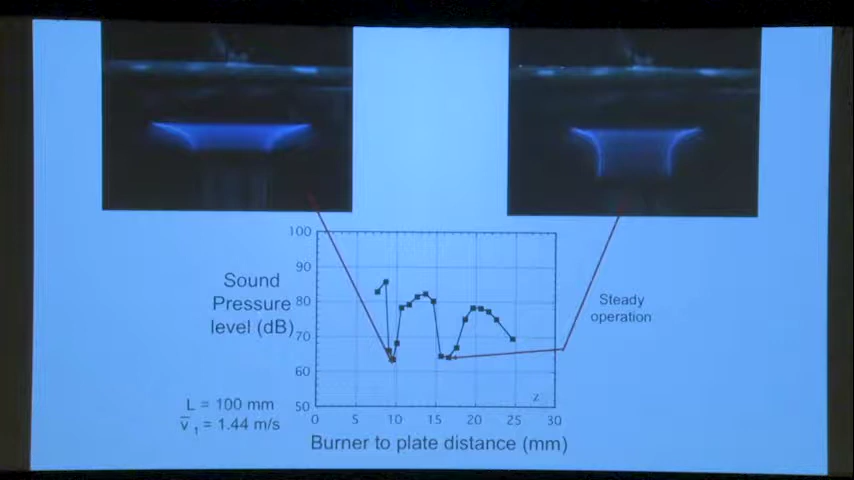 100
90
80
70
60
50
Sound
Pressure
level (dB)
Steady
operation
L = 100 mm
v̅ 1 = 1.44 m/s
z
0 5 10 15 20 25 30
Burner to plate distance (mm)